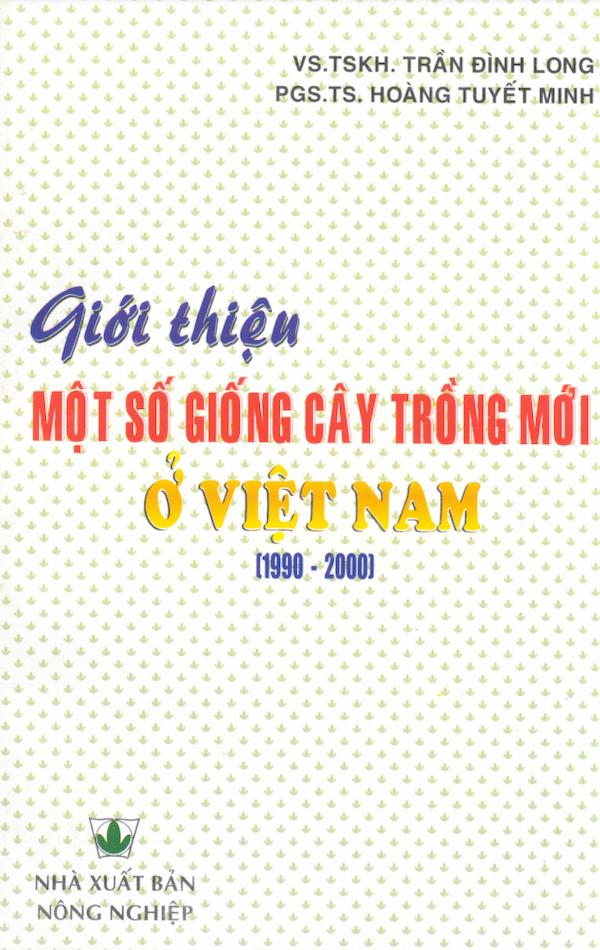 VS.TSKH. TRẦN ĐÌNH LONG
PGS.TS. HOÀNG TUYẾT MINH
Giới thiệu
MỘT SỐ GIỐNG CÂY TRỒNG MỚI
Ở VIỆT NAM
(1990 - 2000)
NHÀ XUẤT BẢN
NÔNG NGHIỆP